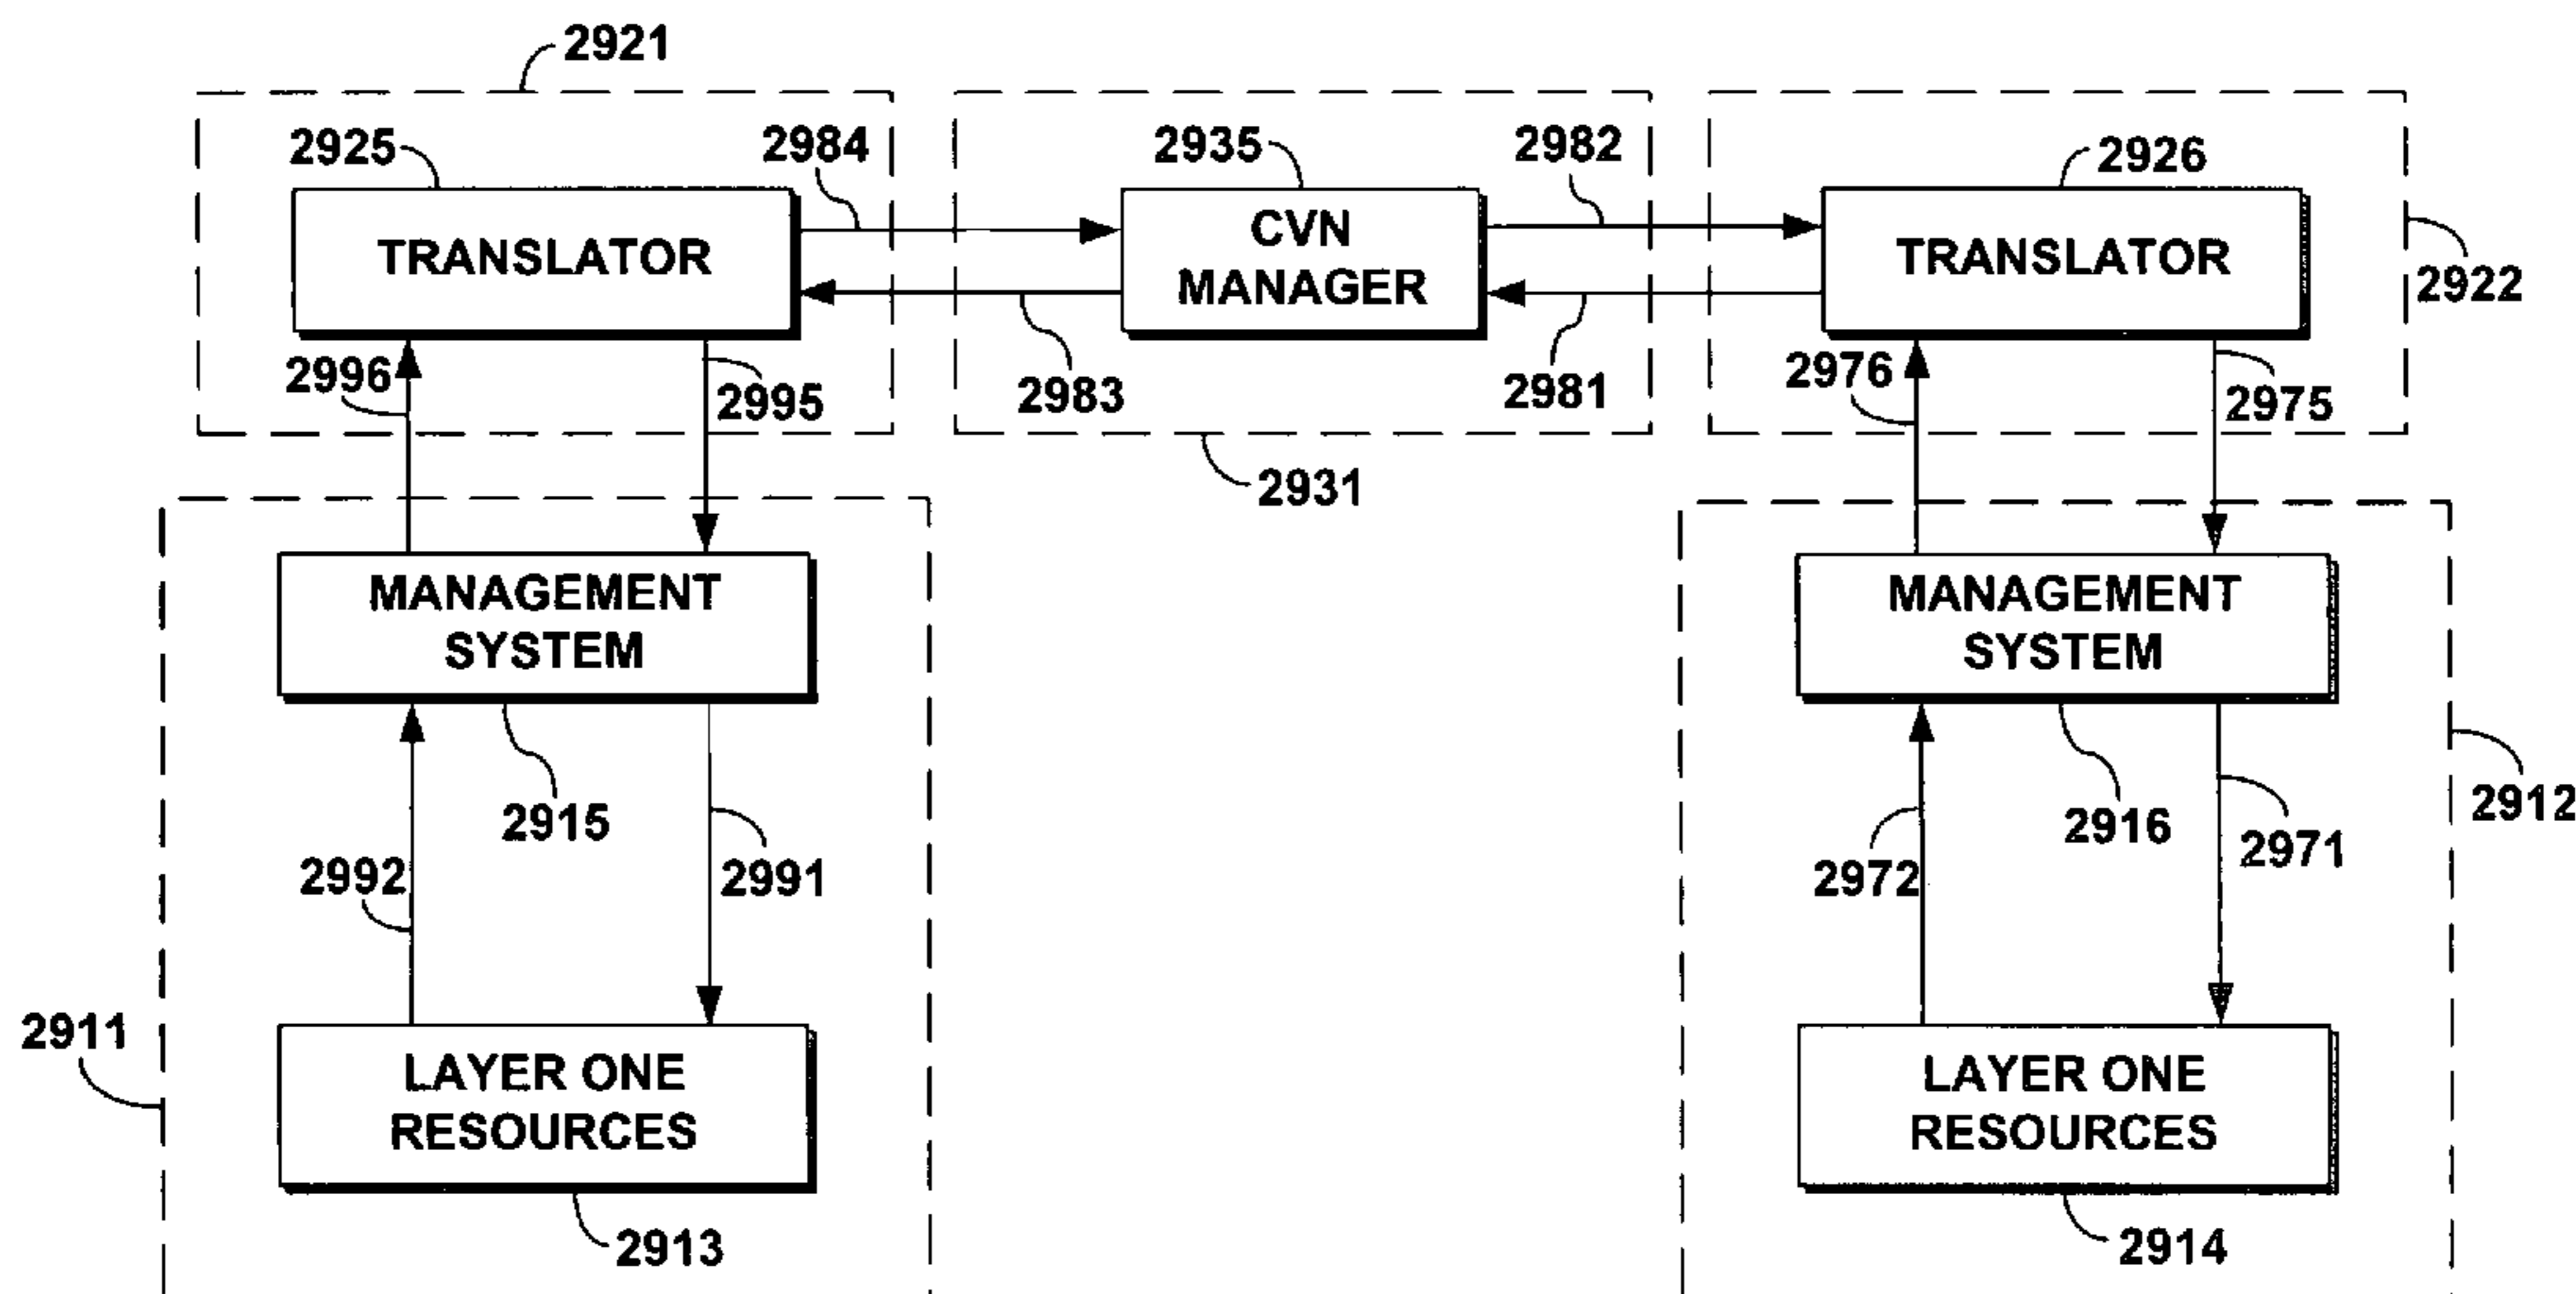 2921
2925
2984
2935
2982
2926
TRANSLATOR
CVN
MANAGER
TRANSLATOR
2922
2996
2995
2983
2981
2976
2975
2931
MANAGEMENT
SYSTEM
MANAGEMENT
SYSTEM
2915
2916
2971
2912
2992
2991
2972
2911
LAYER ONE
RESOURCES
LAYER ONE
RESOURCES
2913
2914